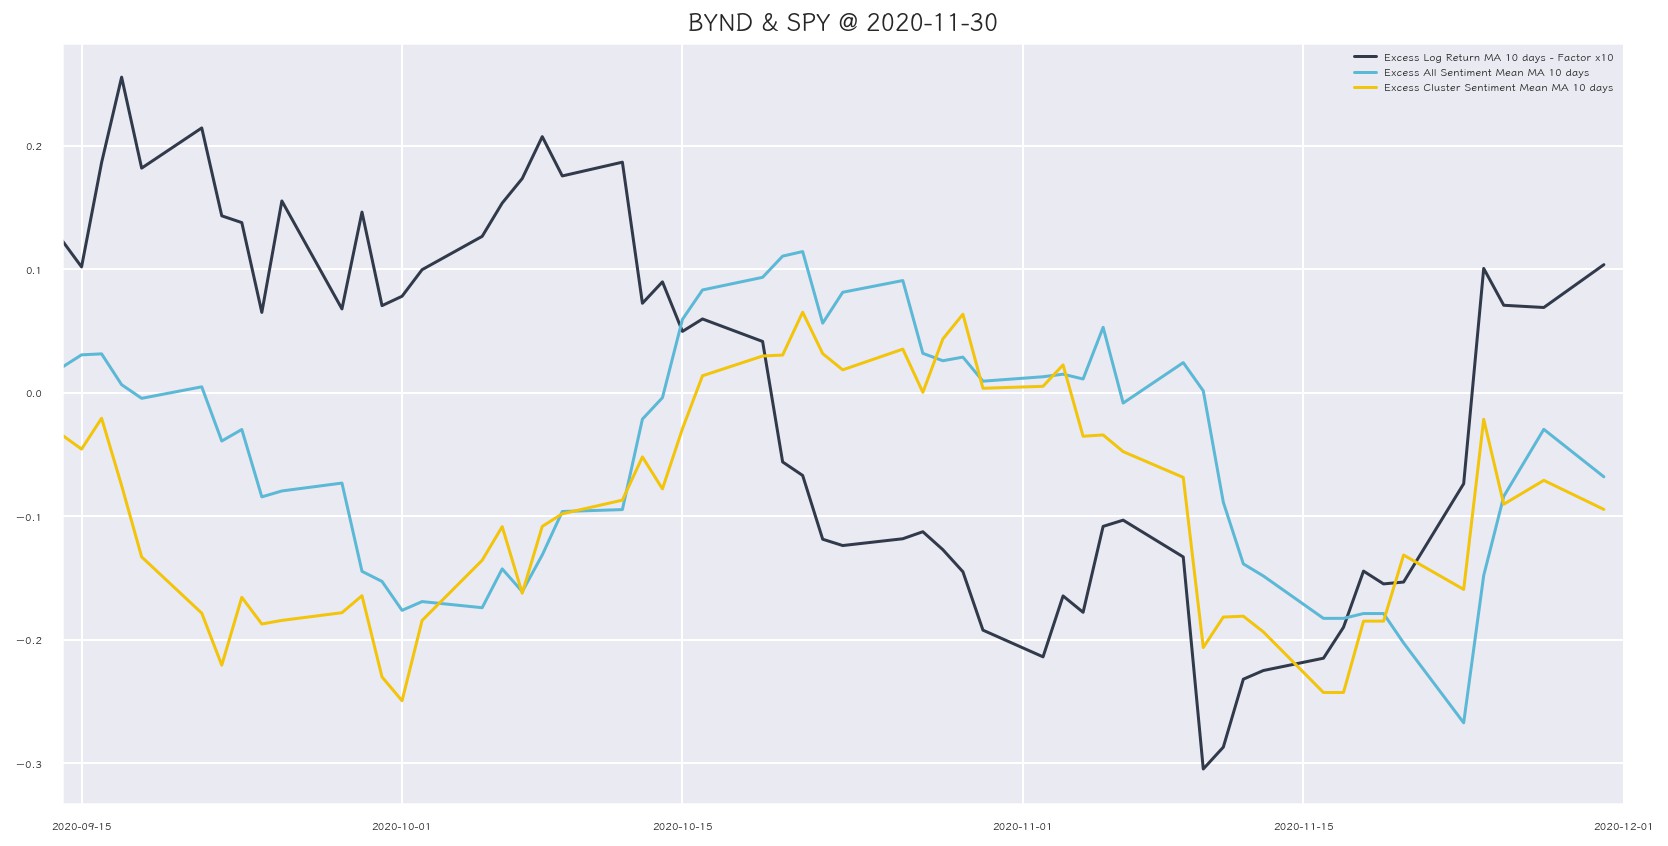 BYND & SPY @ 2020-11-30
Excess Log Return MA 10 days - Factor x10
Excess All Sentiment Mean MA 10 days
Excess Cluster Sentiment Mean MA 10 days
0.2
0.1
0.0
−0.1
−0.2
−0.3
2020-09-15 2020-10-01 2020-10-15 2020-11-01 2020-11-15 2020-12-01